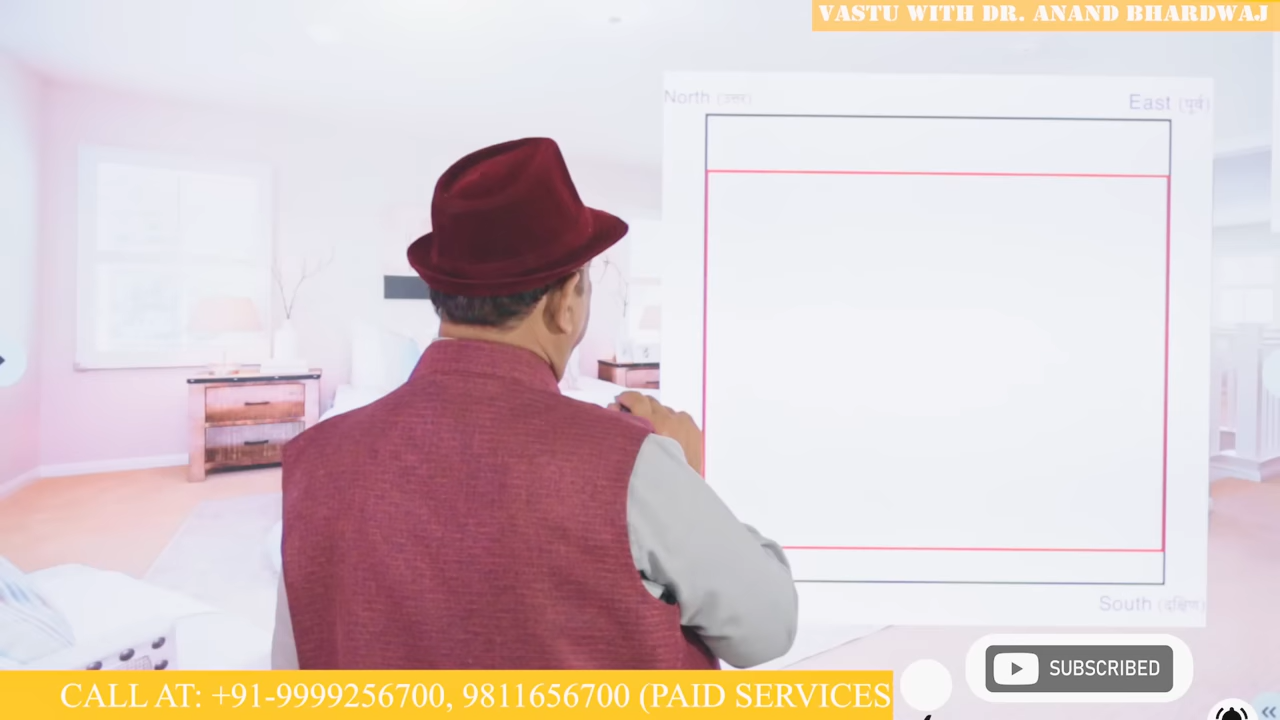 VASTU WITH DR. ANAND BHARDWAJ
North (उत्तर)
East (पूर्व)
South (दक्षिण)
SUBSCRIBED
CALL AT: +91-9999256700, 9811656700 (PAID SERVICES